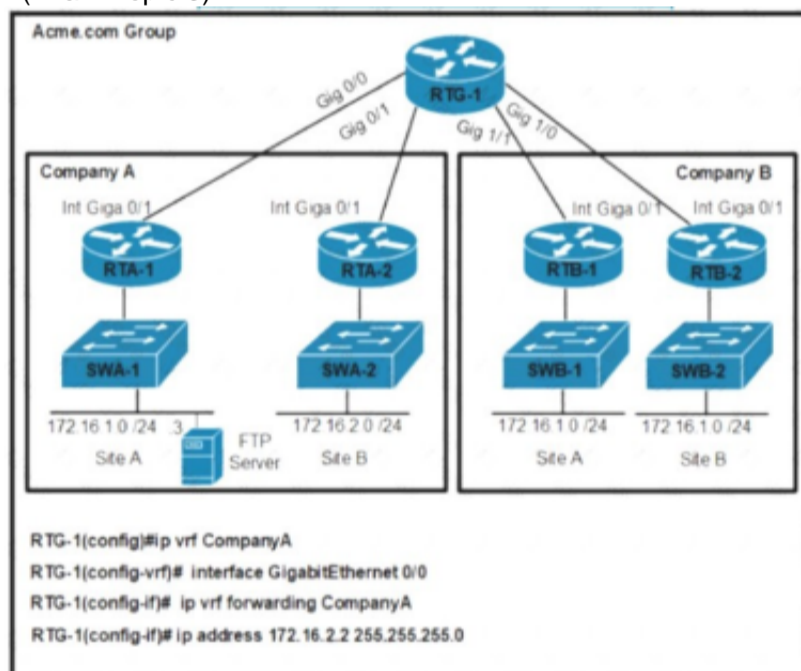 Acme.com Group
RTG-1
Gig 0/0
Gig 0/1
Gig 1/1
Gig 1/0
Company A
Company B
Int Giga 0/1
Int Giga 0/1
Int Giga 0/1
Int Giga 0/1
RTA-1
RTA-2
RTB-1
RTB-2
SWA-1
SWA-2
SWB-1
SWB-2
172.16.1.0 /24
.3
172.16.2.0 /24
172.16.1.0 /24
172.16.1.0 /24
FTP
Server
Site A
Site B
Site A
Site B
RTG-1(config)#ip vrf CompanyA
RTG-1(config-vrf)# interface GigabitEthernet 0/0
RTG-1(config-if)# ip vrf forwarding CompanyA
RTG-1(config-if)# ip address 172.16.2.2 255.255.255.0